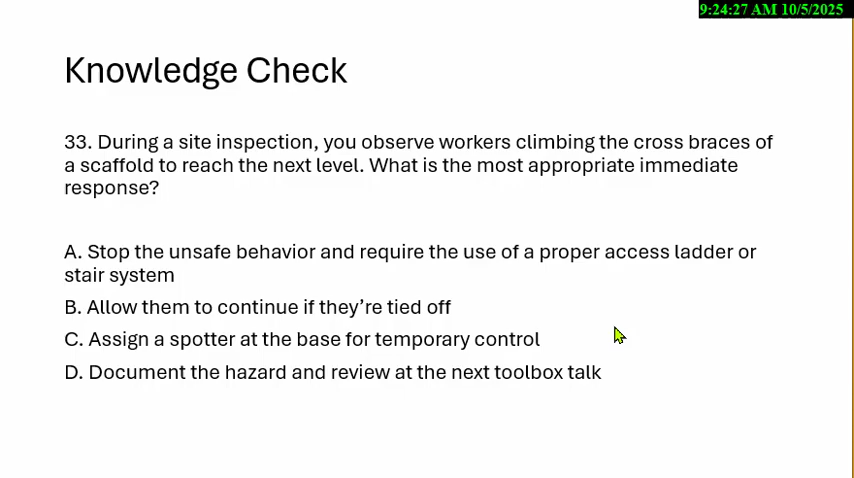 9:24:27 AM 10/5/2025
Knowledge Check
33. During a site inspection, you observe workers climbing the cross braces of
a scaffold to reach the next level. What is the most appropriate immediate
response?
A. Stop the unsafe behavior and require the use of a proper access ladder or
stair system
B. Allow them to continue if they’re tied off
C. Assign a spotter at the base for temporary control
D. Document the hazard and review at the next toolbox talk